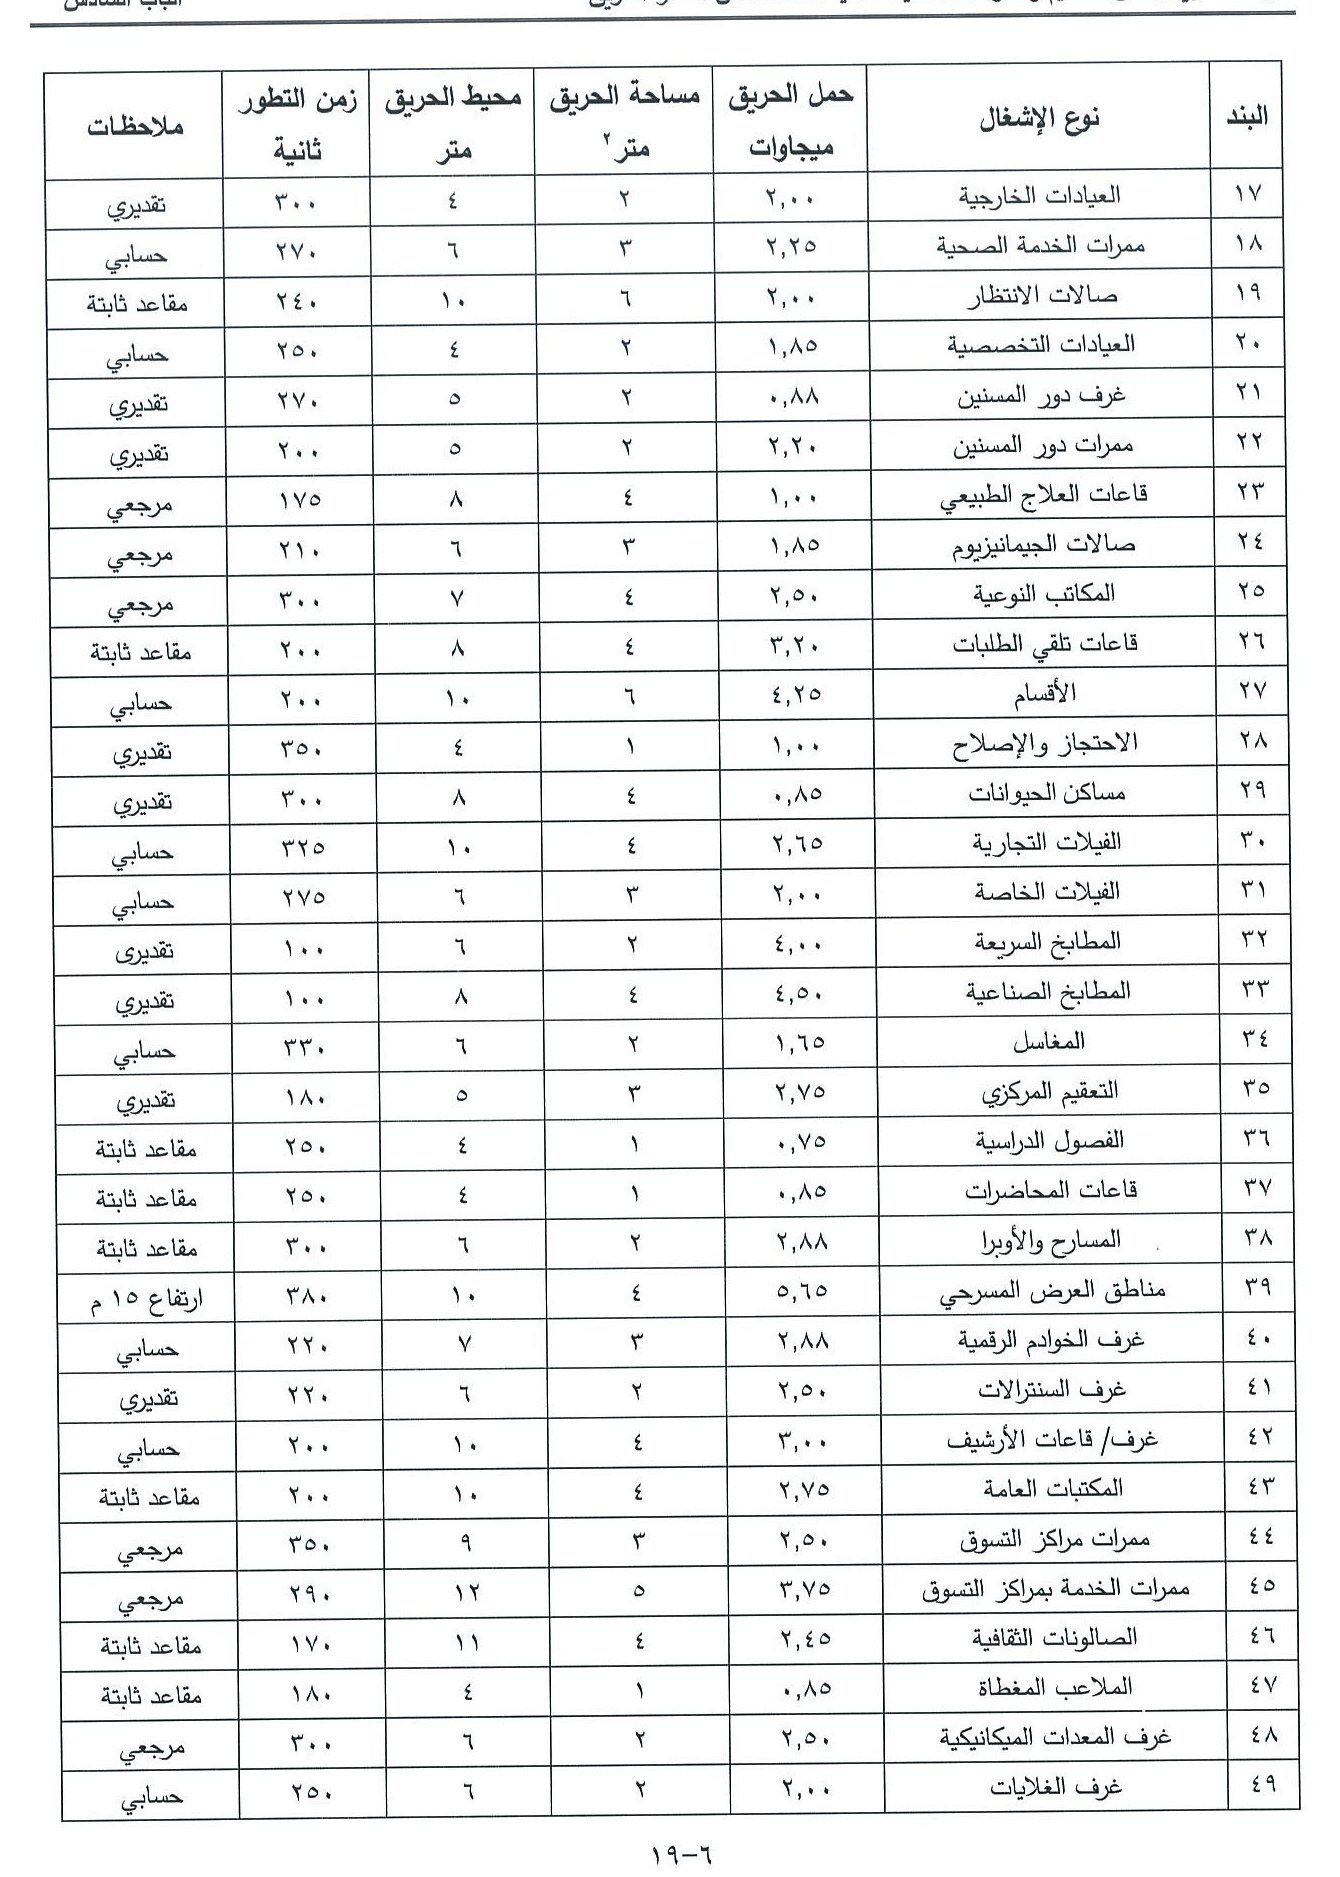 الباب السادس
البند نوع الإشغال حمل الحريق ميجاوات مساحة الحريق متر٢ محيط الحريق متر زمن التطور ثانية ملاحظات
١٧ العيادات الخارجية ٢,٠٠ ٢ ٤ ٣٠٠ تقديري
١٨ ممرات الخدمة الصحية ٢,٢٥ ٣ ٦ ٢٧٠ حسابي
١٩ صالات الانتظار ٢,٠٠ ٦ ١٠ ٢٤٠ مقاعد ثابتة
٢٠ العيادات التخصصية ١,٨٥ ٢ ٤ ٢٥٠ حسابي
٢١ غرف دور المسنين ٠,٨٨ ٢ ٥ ٢٧٠ تقديري
٢٢ ممرات دور المسنين ٢,٢٠ ٢ ٥ ٢٠٠ تقديري
٢٣ قاعات العلاج الطبيعي ١,٠٠ ٤ ٨ ١٧٥ مرجعي
٢٤ صالات الجيمانيزيوم ١,٨٥ ٣ ٦ ٢١٠ مرجعي
٢٥ المكاتب النوعية ٢,٥٠ ٤ ٧ ٣٠٠ مرجعي
٢٦ قاعات تلقي الطلبات ٣,٢٠ ٤ ٨ ٢٠٠ مقاعد ثابتة
٢٧ الأقسام ٤,٢٥ ٦ ١٠ ٢٠٠ حسابي
٢٨ الاحتجاز والإصلاح ١,٠٠ ١ ٤ ٣٥٠ تقديري
٢٩ مساكن الحيوانات ٠,٨٥ ٤ ٨ ٣٠٠ تقديري
٣٠ الفيلات التجارية ٢,٦٥ ٤ ١٠ ٣٢٥ حسابي
٣١ الفيلات الخاصة ٢,٠٠ ٣ ٦ ٢٧٥ حسابي
٣٢ المطابخ السريعة ٤,٠٠ ٢ ٦ ١٠٠ تقديرى
٣٣ المطابخ الصناعية ٤,٥٠ ٤ ٨ ١٠٠ تقديري
٣٤ المغاسل ١,٦٥ ٢ ٦ ٣٣٠ حسابي
٣٥ التعقيم المركزي ٢,٧٥ ٣ ٥ ١٨٠ تقديري
٣٦ الفصول الدراسية ٠,٧٥ ١ ٤ ٢٥٠ مقاعد ثابتة
٣٧ قاعات المحاضرات ٠,٨٥ ١ ٤ ٢٥٠ مقاعد ثابتة
٣٨ المسارح والأوبرا ٢,٨٨ ٢ ٦ ٣٠٠ مقاعد ثابتة
٣٩ مناطق العرض المسرحي ٥,٦٥ ٤ ١٠ ٣٨٠ ارتفاع ١٥ م
٤٠ غرف الخوادم الرقمية ٢,٨٨ ٣ ٧ ٢٢٠ حسابي
٤١ غرف السنترالات ٢,٥٠ ٢ ٦ ٢٢٠ تقديري
٤٢ غرف/ قاعات الأرشيف ٣,٠٠ ٤ ١٠ ٢٠٠ حسابي
٤٣ المكتبات العامة ٢,٧٥ ٤ ١٠ ٢٠٠ مقاعد ثابتة
٤٤ ممرات مراكز التسوق ٢,٥٠ ٣ ٩ ٣٥٠ مرجعي
٤٥ ممرات الخدمة بمراكز التسوق ٣,٧٥ ٥ ١٢ ٢٩٠ مرجعي
٤٦ الصالونات الثقافية ٢,٤٥ ٤ ١١ ١٧٠ مقاعد ثابتة
٤٧ الملاعب المغطاة ٠,٨٥ ١ ٤ ١٨٠ مقاعد ثابتة
٤٨ غرف المعدات الميكانيكية ٢,٥٠ ٢ ٦ ٣٠٠ مرجعي
٤٩ غرف الغلايات ٢,٠٠ ٢ ٦ ٢٥٠ حسابي
٦-١٩